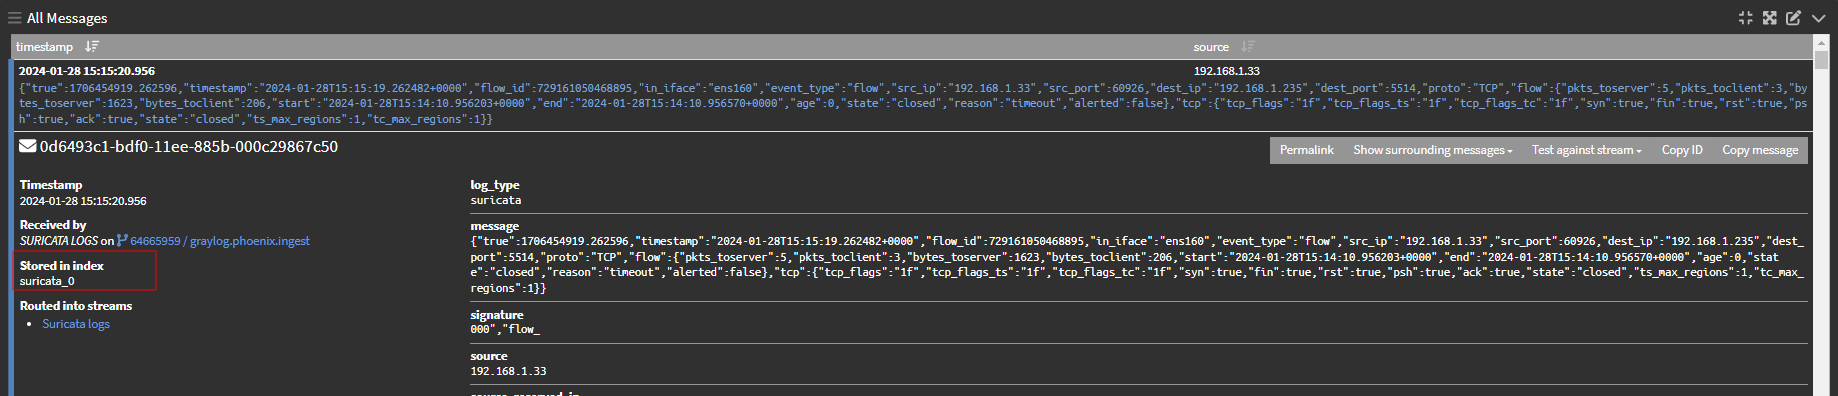 All Messages
timestamp source
2024-01-28 15:15:20.956 192.168.1.33
{"true":1706454919.262596,"timestamp":"2024-01-28T15:15:19.262482+0000","flow_id":729161050468895,"in_iface":"ens160","event_type":"flow","src_ip":"192.168.1.33","src_port":60926,"dest_ip":"192.168.1.235","dest_port":5514,"proto":"TCP","flow":{"pkts_toserver":5,"pkts_toclient":3,"by
tes_toserver":1623,"bytes_toclient":206,"start":"2024-01-28T15:14:10.956203+0000","end":"2024-01-28T15:14:10.956570+0000","age":0,"state":"closed","reason":"timeout","alerted":false},"tcp":{"tcp_flags":"1f","tcp_flags_ts":"1f","tcp_flags_tc":"1f","syn":true,"fin":true,"rst":true,"ps
h":true,"ack":true,"state":"closed","ts_max_regions":1,"tc_max_regions":1}}
0d6493c1-bdf0-11ee-885b-000c29867c50
Permalink Show surrounding messages Test against stream Copy ID Copy message
Timestamp
2024-01-28 15:15:20.956
Received by
SURICATA LOGS on 64665959 / graylog.phoenix.ingest
Stored in index
suricata_0
Routed into streams
• Suricata logs
log_type
suricata
message
{"true":1706454919.262596,"timestamp":"2024-01-28T15:15:19.262482+0000","flow_id":729161050468895,"in_iface":"ens160","event_type":"flow","src_ip":"192.168.1.33","src_port":60926,"dest_ip":"192.168.1.235","dest_
port":5514,"proto":"TCP","flow":{"pkts_toserver":5,"pkts_toclient":3,"bytes_toserver":1623,"bytes_toclient":206,"start":"2024-01-28T15:14:10.956203+0000","end":"2024-01-28T15:14:10.956570+0000","age":0,"stat
e":"closed","reason":"timeout","alerted":false},"tcp":{"tcp_flags":"1f","tcp_flags_ts":"1f","tcp_flags_tc":"1f","syn":true,"fin":true,"rst":true,"psh":true,"ack":true,"state":"closed","ts_max_regions":1,"tc_max_
regions":1}}
signature
000","flow_
source
192.168.1.33